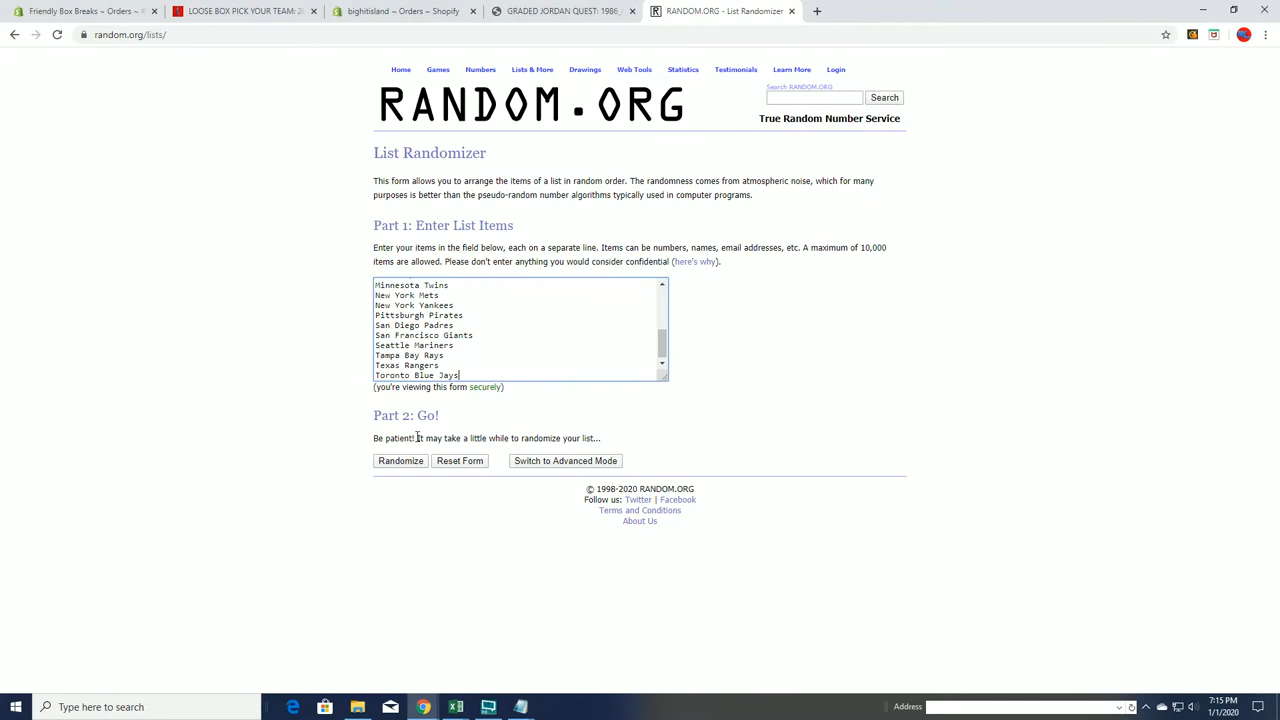 Friendly Box Breaks ~ Orders ~
LOOSE BOX PICK YOUR TEAM:
bighitisland ~ Orders ~ Shopify
GRADED JORDAN QUEST: 1986
RANDOM.ORG - List Randomizer
random.org/lists/
Home Games Numbers Lists & More Drawings Web Tools Statistics Testimonials Learn More Login
RANDOM.ORG
Search RANDOM.ORG
Search
True Random Number Service
List Randomizer
This form allows you to arrange the items of a list in random order. The randomness comes from atmospheric noise, which for many
purposes is better than the pseudo-random number algorithms typically used in computer programs.
Part 1: Enter List Items
Enter your items in the field below, each on a separate line. Items can be numbers, names, email addresses, etc. A maximum of 10,000
items are allowed. Please don't enter anything you would consider confidential (here's why).
Minnesota Twins
New York Mets
New York Yankees
Pittsburgh Pirates
San Diego Padres
San Francisco Giants
Seattle Mariners
Tampa Bay Rays
Texas Rangers
Toronto Blue Jays
(you're viewing this form securely)
Part 2: Go!
Be patient! It may take a little while to randomize your list...
Randomize Reset Form Switch to Advanced Mode
© 1998-2020 RANDOM.ORG
Follow us: Twitter | Facebook
Terms and Conditions
About Us
Type here to search
Address
7:15 PM
1/1/2020